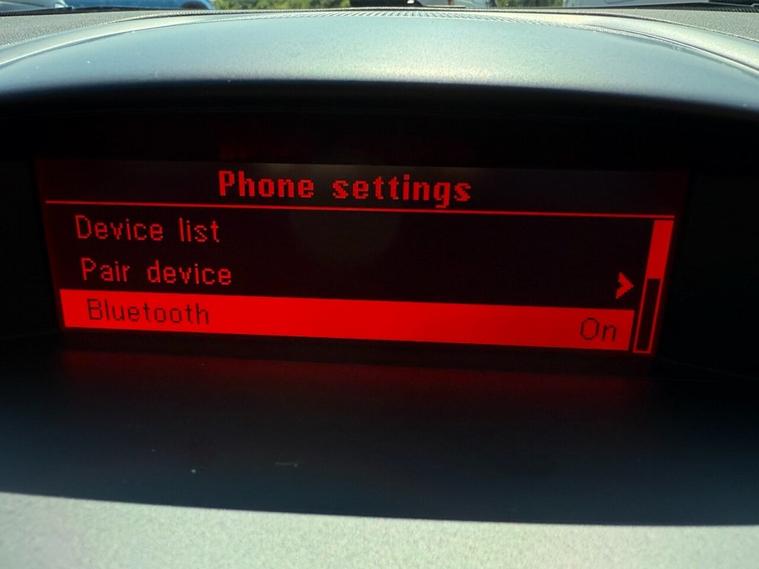 Phone settings
Device list
Pair device
Bluetooth On